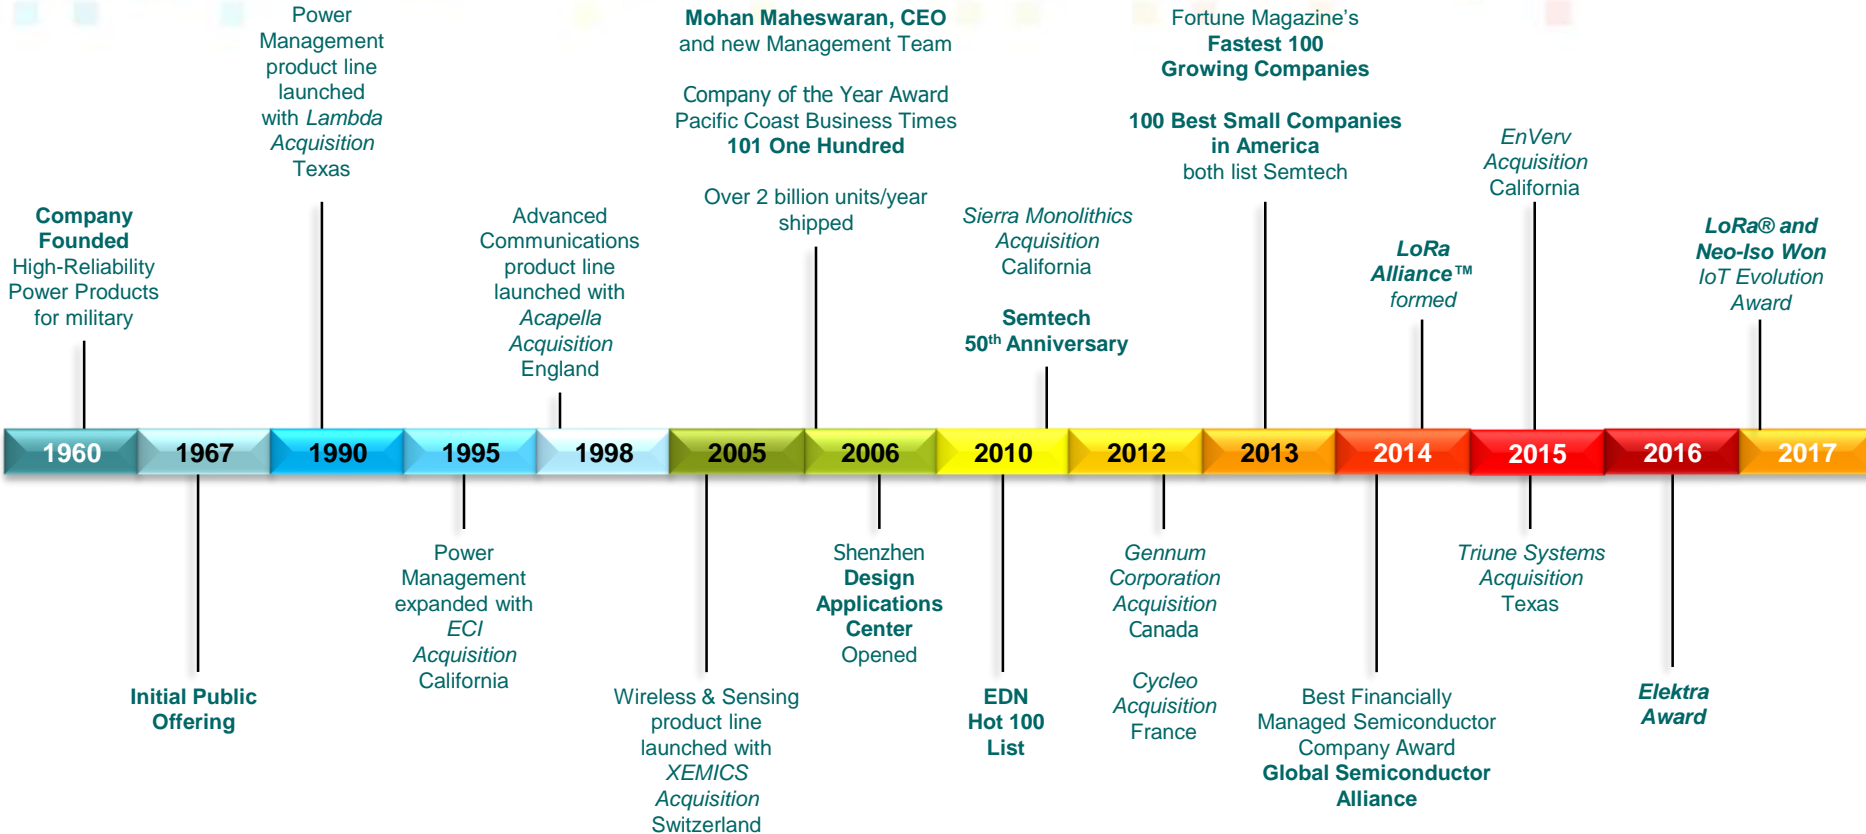 Power
Management
product line
launched
with Lambda
Acquisition
Texas
Mohan Maheswaran, CEO
and new Management Team
Company of the Year Award
Pacific Coast Business Times
101 One Hundred
Over 2 billion units/year
shipped
Fortune Magazine's
Fastest 100
Growing Companies
100 Best Small Companies
in America
both list Semtech
EnVerv
Acquisition
California
Company
Founded
High-Reliability
Power Products
for military
Advanced
Communications
product line
launched with
Acapella
Acquisition
England
Sierra Monolithics
Acquisition
California
Semtech
50th Anniversary
LoRa
Alliance™
formed
LoRa® and
Neo-Iso Won
IoT Evolution
Award
1960 1967 1990 1995 1998 2005 2006 2010 2012 2013 2014 2015 2016 2017
Initial Public
Offering
Power
Management
expanded with
ECI
Acquisition
California
Wireless & Sensing
product line
launched with
XEMICS
Acquisition
Switzerland
Shenzhen
Design
Applications
Center
Opened
EDN
Hot 100
List
Gennum
Corporation
Acquisition
Canada
Cycleo
Acquisition
France
Best Financially
Managed Semiconductor
Company Award
Global Semiconductor
Alliance
Triune Systems
Acquisition
Texas
Elektra
Award